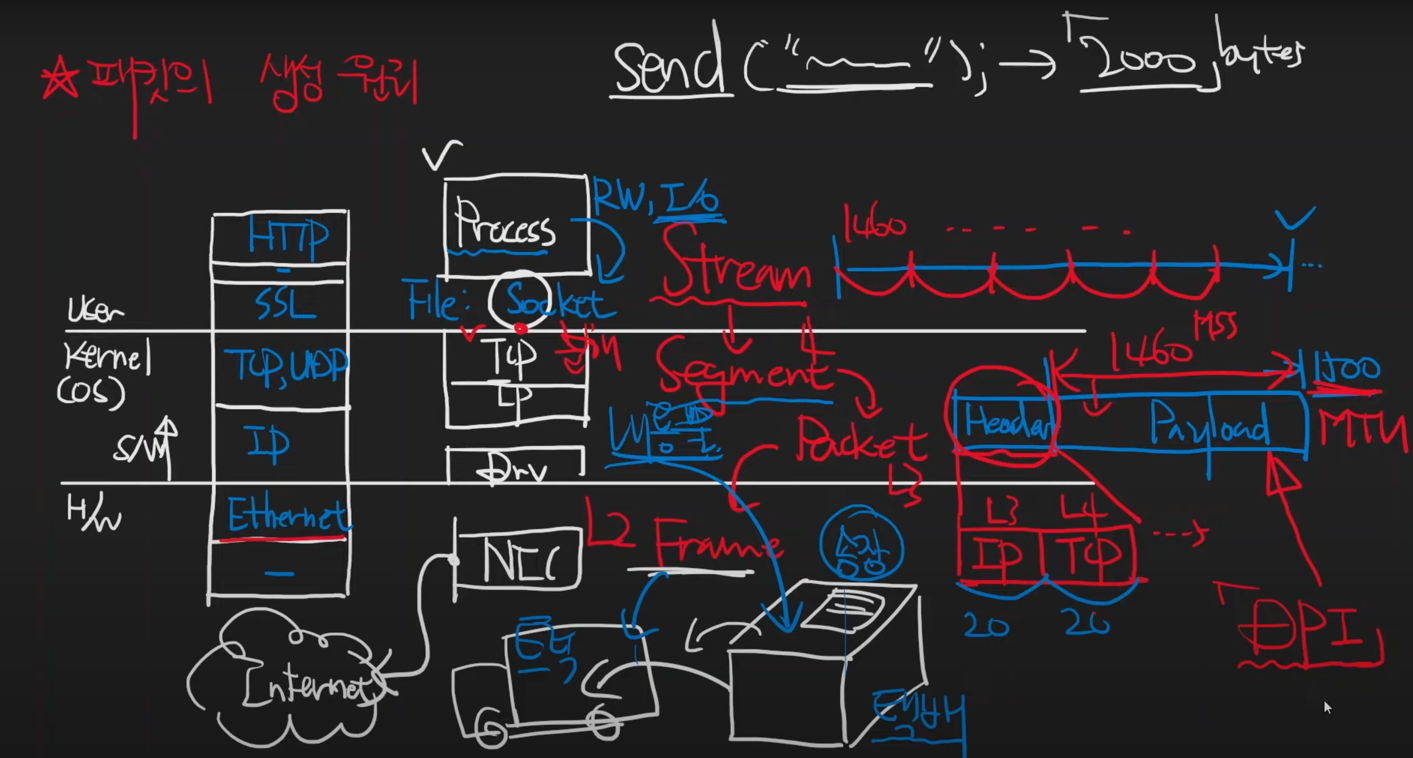 ☆ 패킷의 생성 원리
send("~~~"); → 「2000」bytes
HTTP
SSL
User
Kernel
(OS)
TCP, UDP
IP
S/W
H/W
Ethernet
Process
RW, I/O
File: Socket
TCP
IP
Drv
NIC
Internet
Stream
Segment
Packet
L3
L2 Frame
1460 - - - - - -
...
1460 MSS
1500
MTU
Header
Payload
L3 L4
IP TCP
20 20
「DPI」
송장
택배